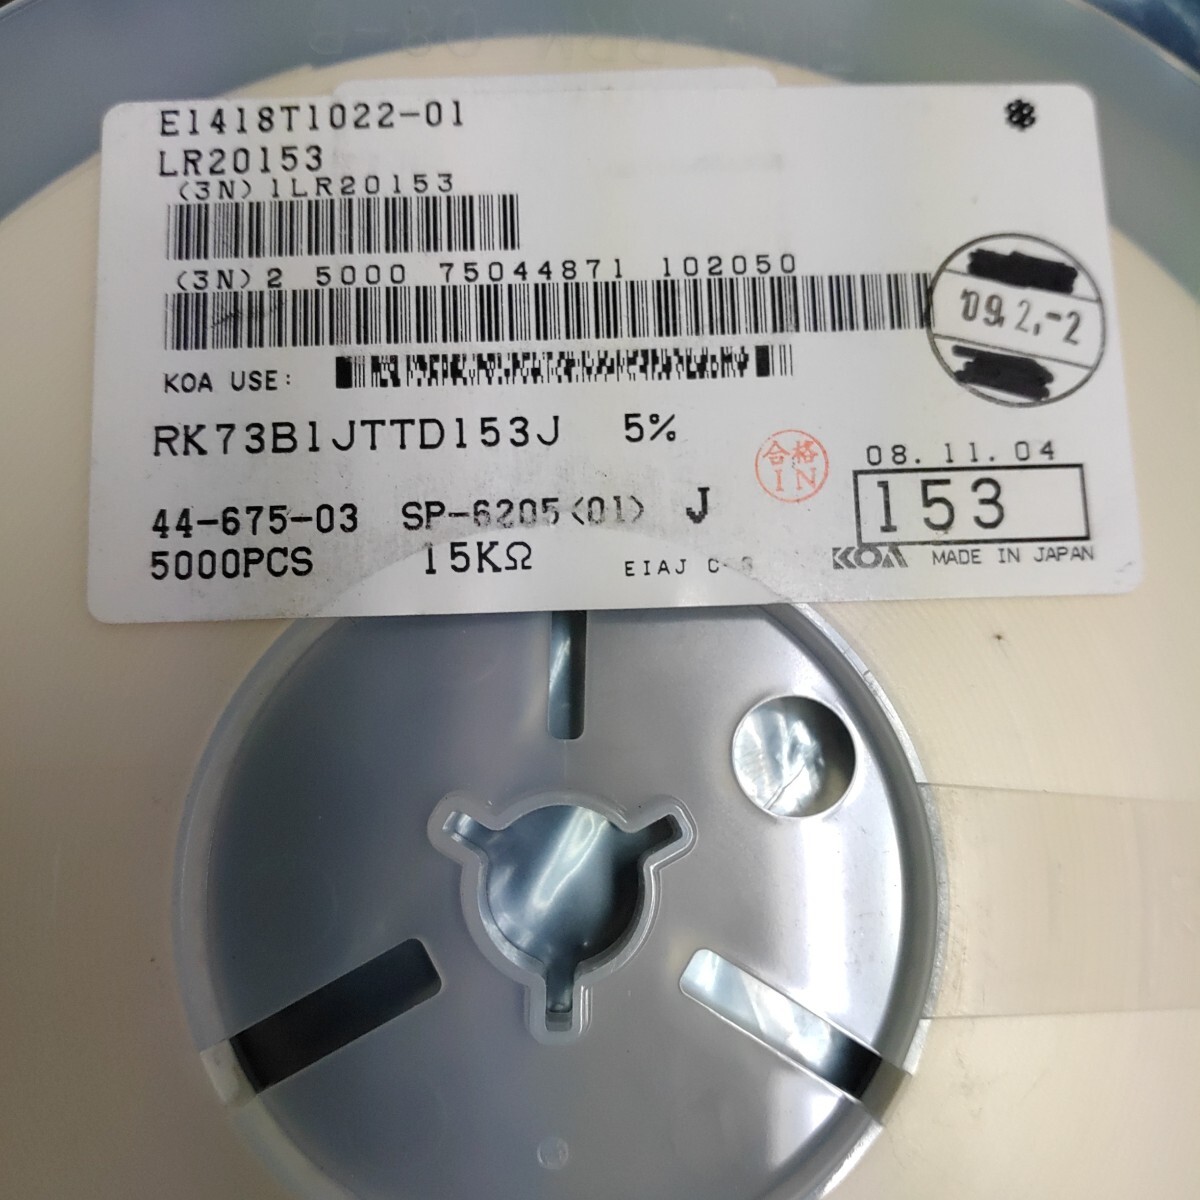 E1418T1022-01
LR20153
(3N)1LR20153
(3N)2 5000 75044871 102050
'09.2.-2
KOA USE:
RK73B1JTTD153J 5%
合格
IN
08.11.04
153
44-675-03 SP-6205<01> J
5000PCS 15KΩ EIAJ
KOA MADE IN JAPAN